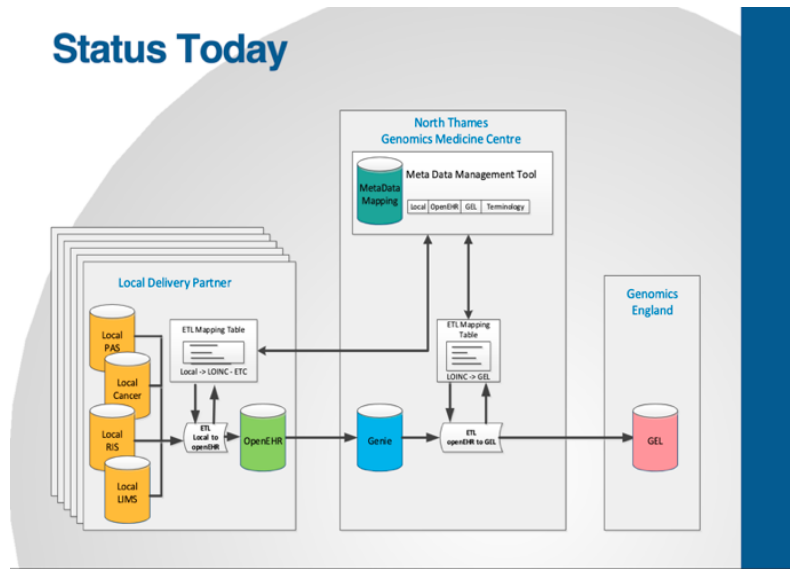 Status Today
North Thames
Genomics Medicine Centre
MetaData
Mapping
Meta Data Management Tool
Local OpenEHR GEL Terminology
Local Delivery Partner
Local
PAS
Local
Cancer
Local
RIS
Local
LIMS
ETL Mapping Table
Local -> LOINC - ETC
ETL
Local to
openEHR
OpenEHR
Genie
ETL Mapping
Table
LOINC -> GEL
ETL
openEHR to GEL
Genomics
England
GEL